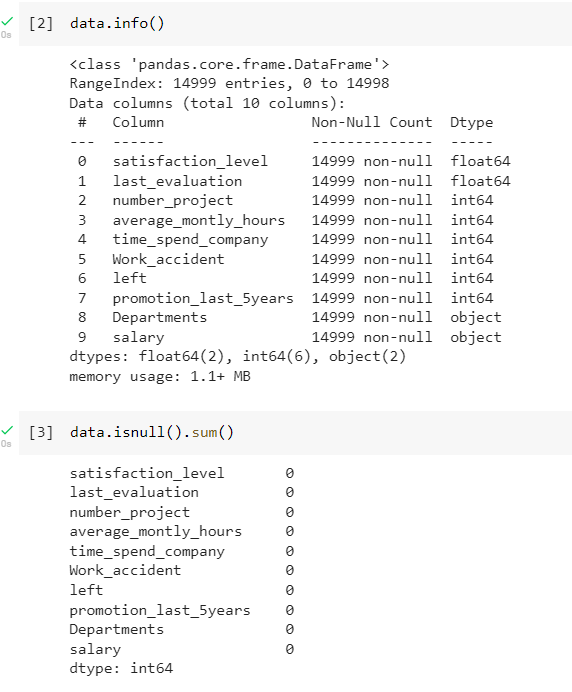 [2] data.info()
0s
<class 'pandas.core.frame.DataFrame'>
RangeIndex: 14999 entries, 0 to 14998
Data columns (total 10 columns):
 #   Column                 Non-Null Count  Dtype
---  ------                 --------------  -----
 0   satisfaction_level     14999 non-null  float64
 1   last_evaluation        14999 non-null  float64
 2   number_project         14999 non-null  int64
 3   average_montly_hours   14999 non-null  int64
 4   time_spend_company     14999 non-null  int64
 5   Work_accident          14999 non-null  int64
 6   left                   14999 non-null  int64
 7   promotion_last_5years  14999 non-null  int64
 8   Departments            14999 non-null  object
 9   salary                 14999 non-null  object
dtypes: float64(2), int64(6), object(2)
memory usage: 1.1+ MB
[3] data.isnull().sum()
0s
satisfaction_level       0
last_evaluation          0
number_project           0
average_montly_hours     0
time_spend_company       0
Work_accident            0
left                     0
promotion_last_5years    0
Departments              0
salary                   0
dtype: int64